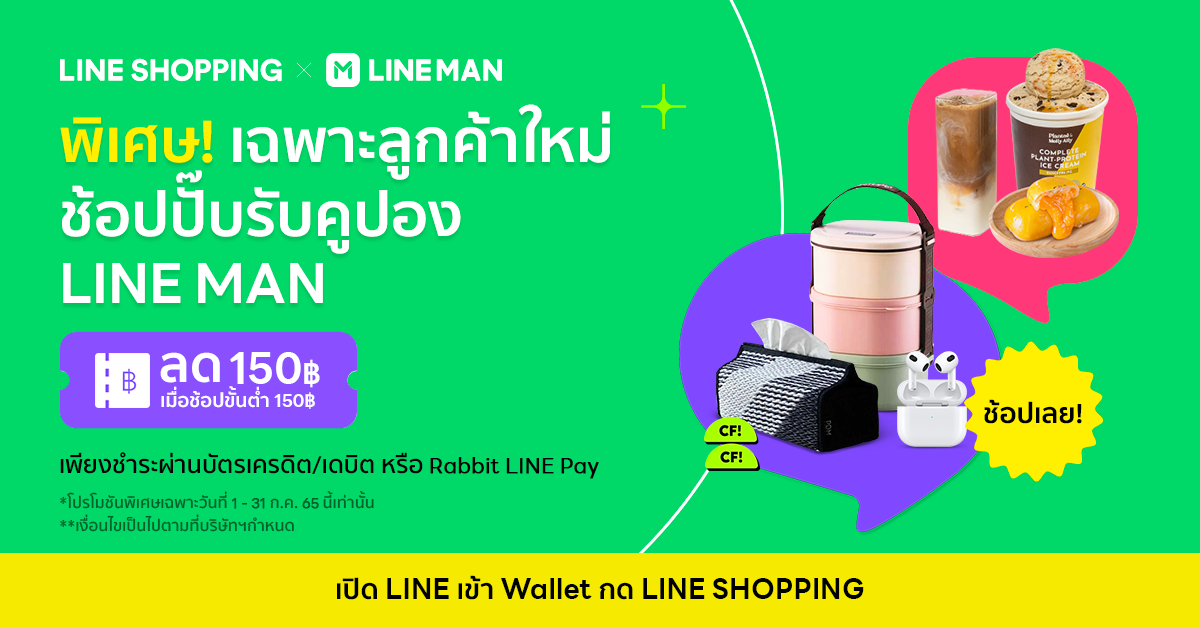 LINE SHOPPING × M LINE MAN
พิเศษ! เฉพาะลูกค้าใหม่
ช้อปปั๊บรับคูปอง
LINE MAN
฿ ลด 150฿
เมื่อช้อปขั้นต่ำ 150฿
เพียงชำระผ่านบัตรเครดิต/เดบิต หรือ Rabbit LINE Pay
*โปรโมชันพิเศษเฉพาะวันที่ 1 - 31 ก.ค. 65 นี้เท่านั้น
**เงื่อนไขเป็นไปตามที่บริษัทฯกำหนด
COMPLETE
PLANT-PROTEIN
ICE CREAM
CF!
CF!
ช้อปเลย!
เปิด LINE เข้า Wallet กด LINE SHOPPING